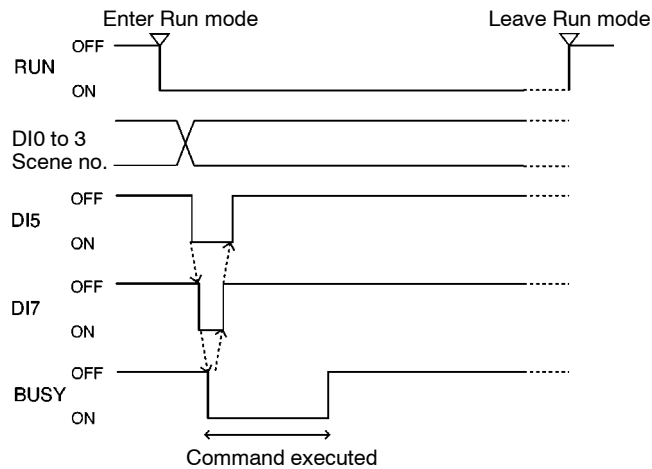 Enter Run mode
Leave Run mode
OFF
RUN
ON
DI0 to 3
Scene no.
OFF
DI5
ON
OFF
DI7
ON
OFF
BUSY
ON
Command executed